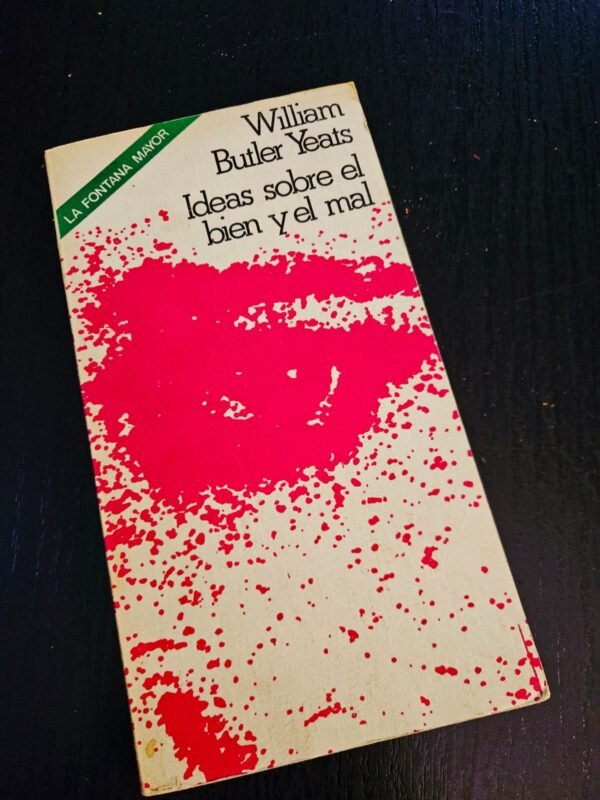 LA FONTANA MAYOR
William
Butler Yeats
Ideas sobre el
bien y el mal